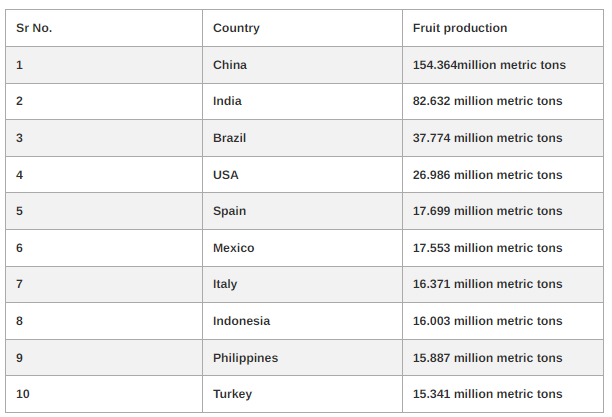 Sr No. Country Fruit production
1 China 154.364million metric tons
2 India 82.632 million metric tons
3 Brazil 37.774 million metric tons
4 USA 26.986 million metric tons
5 Spain 17.699 million metric tons
6 Mexico 17.553 million metric tons
7 Italy 16.371 million metric tons
8 Indonesia 16.003 million metric tons
9 Philippines 15.887 million metric tons
10 Turkey 15.341 million metric tons